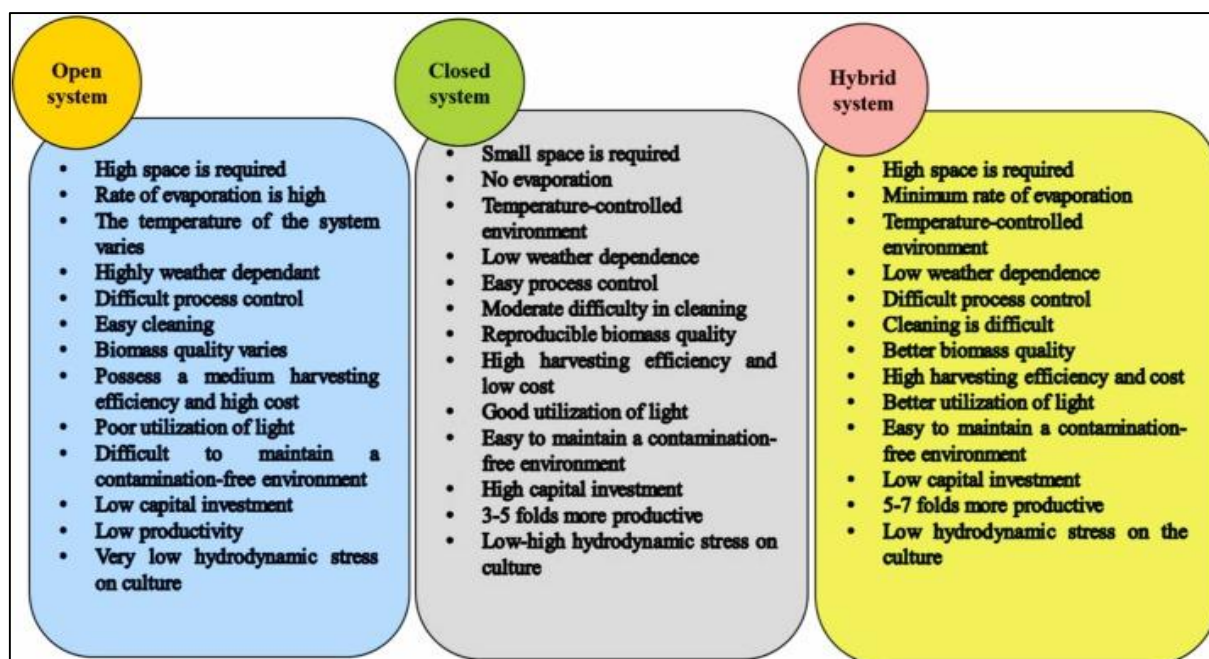 Open
system
• High space is required
• Rate of evaporation is high
• The temperature of the system
varies
• Highly weather dependant
• Difficult process control
• Easy cleaning
• Biomass quality varies
• Possess a medium harvesting
efficiency and high cost
• Poor utilization of light
• Difficult to maintain a
contamination-free environment
• Low capital investment
• Low productivity
• Very low hydrodynamic stress
on culture
Closed
system
• Small space is required
• No evaporation
• Temperature-controlled
environment
• Low weather dependence
• Easy process control
• Moderate difficulty in cleaning
• Reproducible biomass quality
• High harvesting efficiency and
low cost
• Good utilization of light
• Easy to maintain a contamination-
free environment
• High capital investment
• 3-5 folds more productive
• Low-high hydrodynamic stress on
culture
Hybrid
system
• High space is required
• Minimum rate of evaporation
• Temperature-controlled
environment
• Low weather dependence
• Difficult process control
• Cleaning is difficult
• Better biomass quality
• High harvesting efficiency and cost
• Better utilization of light
• Easy to maintain a contamination-
free environment
• Low capital investment
• 5-7 folds more productive
• Low hydrodynamic stress on the
culture